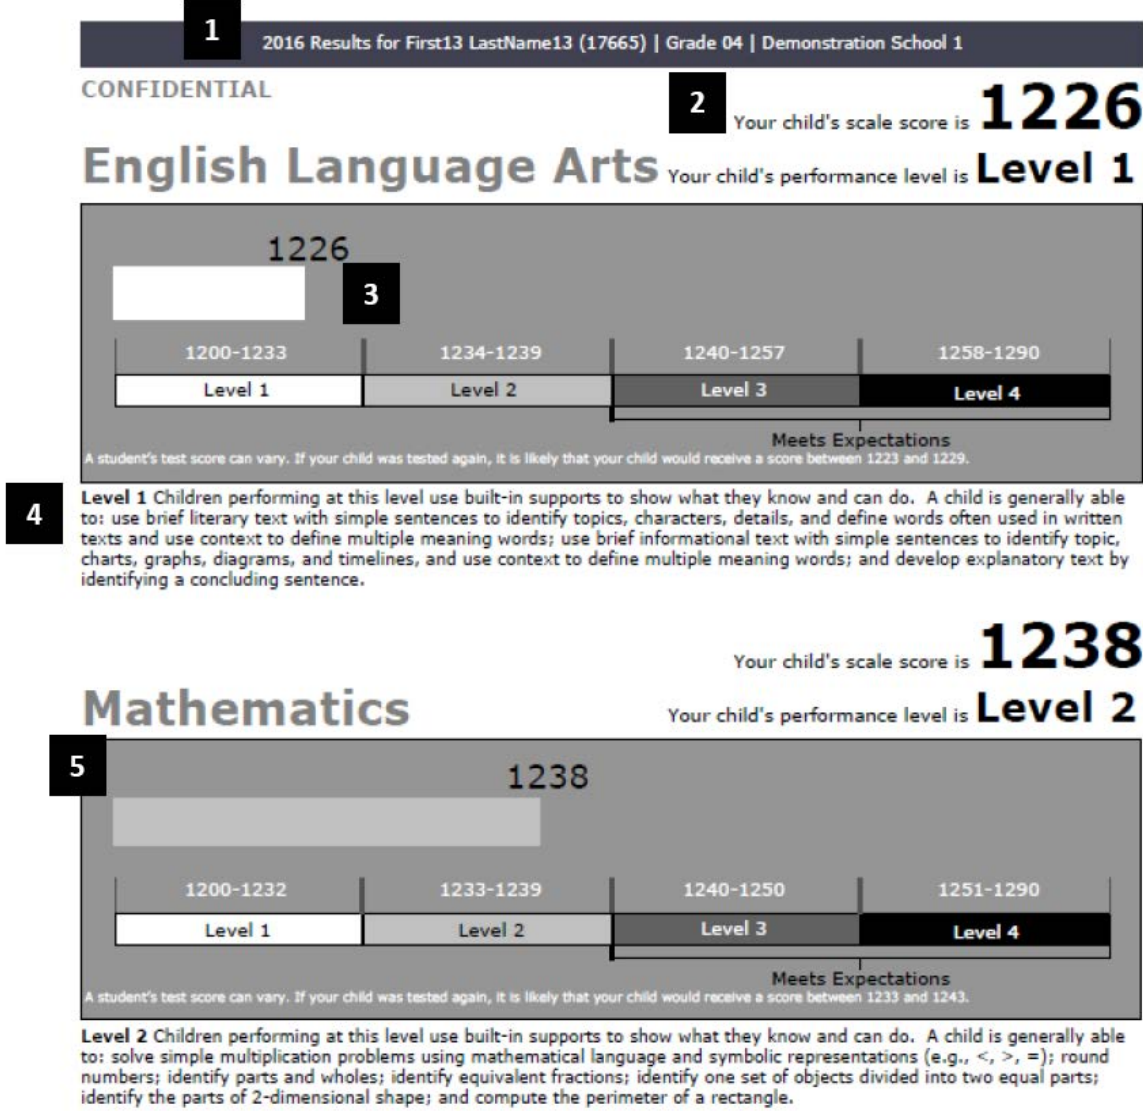 1
2016 Results for First13 LastName13 (17665) | Grade 04 | Demonstration School 1
CONFIDENTIAL
2
Your child's scale score is 1226
English Language Arts
Your child's performance level is Level 1
1226
3
1200-1233 1234-1239 1240-1257 1258-1290
Level 1 Level 2 Level 3 Level 4
Meets Expectations
A student's test score can vary. If your child was tested again, it is likely that your child would receive a score between 1223 and 1229.
4
Level 1 Children performing at this level use built-in supports to show what they know and can do. A child is generally able
to: use brief literary text with simple sentences to identify topics, characters, details, and define words often used in written
texts and use context to define multiple meaning words; use brief informational text with simple sentences to identify topic,
charts, graphs, diagrams, and timelines, and use context to define multiple meaning words; and develop explanatory text by
identifying a concluding sentence.
Your child's scale score is 1238
Mathematics
Your child's performance level is Level 2
5
1238
1200-1232 1233-1239 1240-1250 1251-1290
Level 1 Level 2 Level 3 Level 4
Meets Expectations
A student's test score can vary. If your child was tested again, it is likely that your child would receive a score between 1233 and 1243.
Level 2 Children performing at this level use built-in supports to show what they know and can do. A child is generally able
to: solve simple multiplication problems using mathematical language and symbolic representations (e.g., <, >, =); round
numbers; identify parts and wholes; identify equivalent fractions; identify one set of objects divided into two equal parts;
identify the parts of 2-dimensional shape; and compute the perimeter of a rectangle.